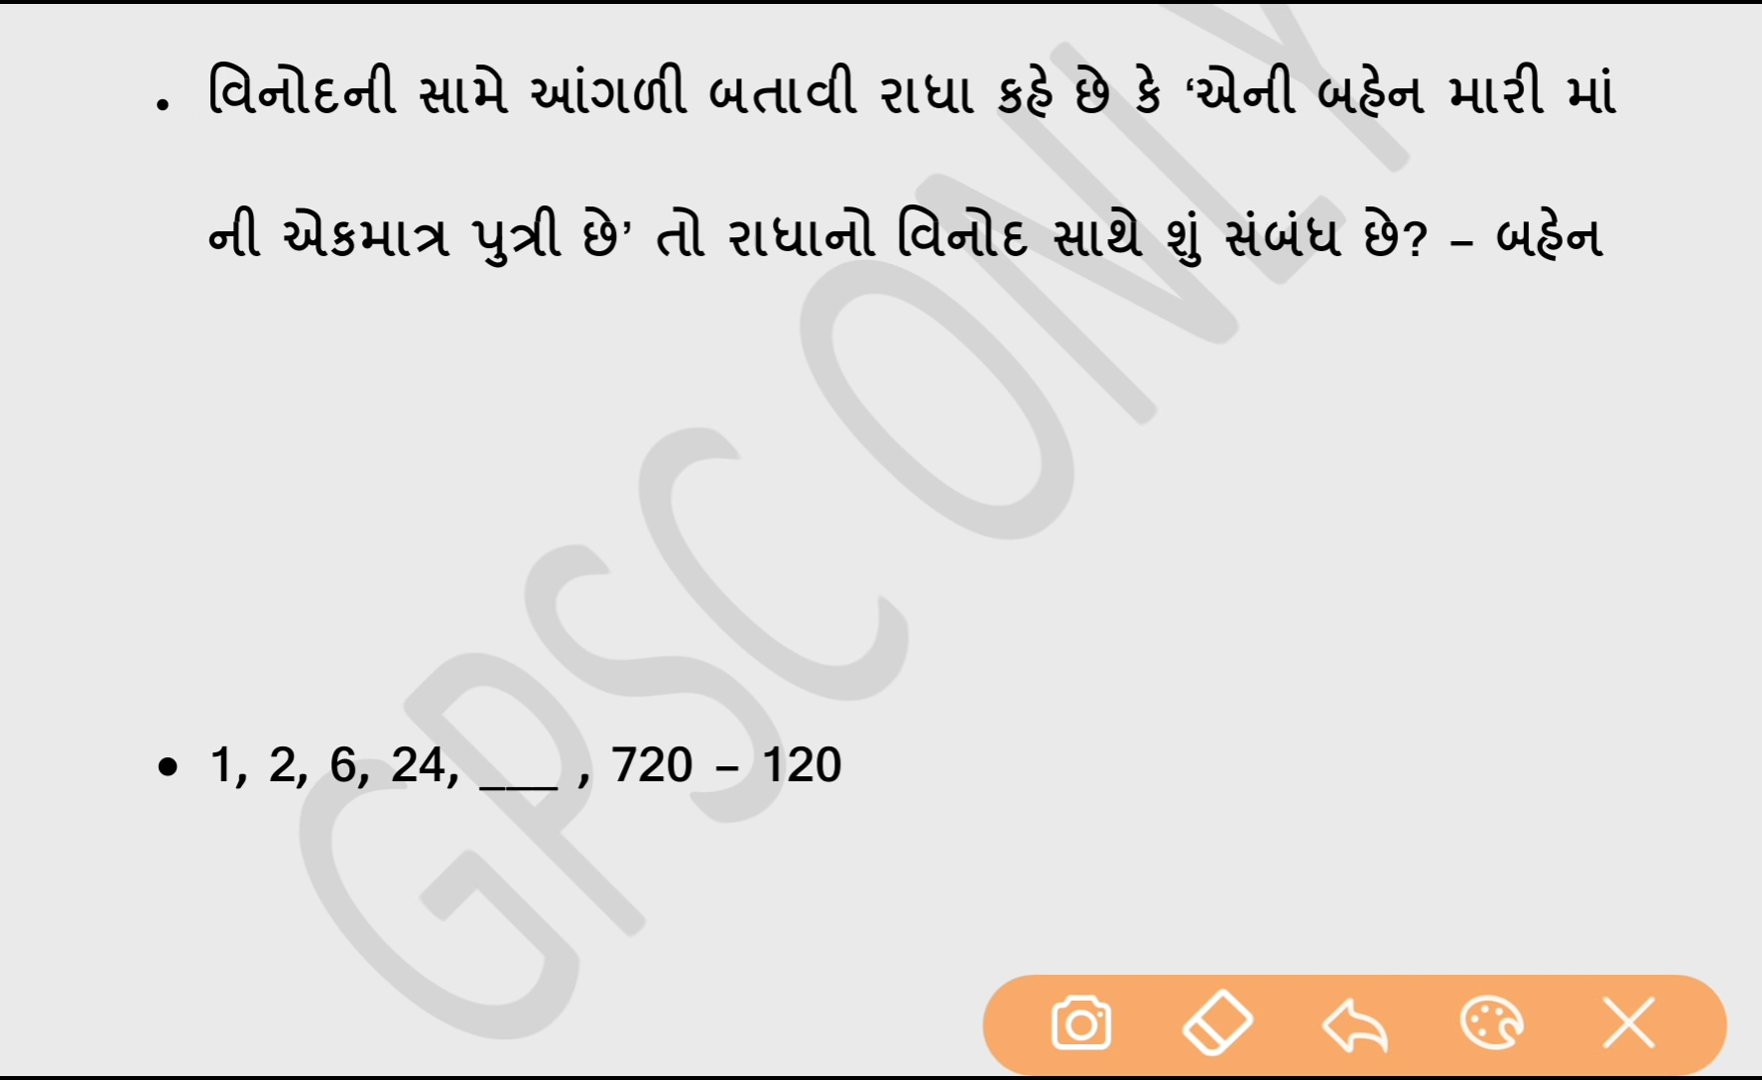 • વિનોદની સામે આંગળી બતાવી રાધા કહે છે કે ‘એની બહેન મારી માં
ની એકમાત્ર પુત્રી છે’ તો રાધાનો વિનોદ સાથે શું સંબંધ છે? – બહેન
• 1, 2, 6, 24, ___ , 720 – 120
GPSC ONLY